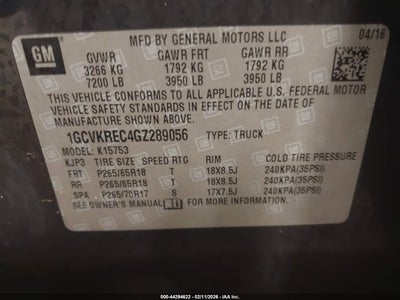 GM
MFD BY GENERAL MOTORS LLC
04/16
GVWR GAWR FRT GAWR RR
3266 KG 1792 KG 1792 KG
7200 LB 3950 LB 3950 LB
THIS VEHICLE CONFORMS TO ALL APPLICABLE U.S. FEDERAL MOTOR
VEHICLE SAFETY STANDARDS IN EFFECT ON THE DATE OF
MANUFACTURE SHOWN ABOVE.
1GCVKREC4GZ289056 TYPE: TRUCK
MODEL: K15753
KJP3 TIRE SIZE SPEED RTG RIM COLD TIRE PRESSURE
FRT P265/65R18 T 18X8.5J 240KPA(35PSI)
RR P265/65R18 T 18X8.5J 240KPA(35PSI)
SPA P265/70R17 S 17X7.5J 240KPA(35PSI)
SEE OWNER'S MANUAL FOR MORE INFORMATION.
000-44294622 - 02/11/2026 - IAA Inc